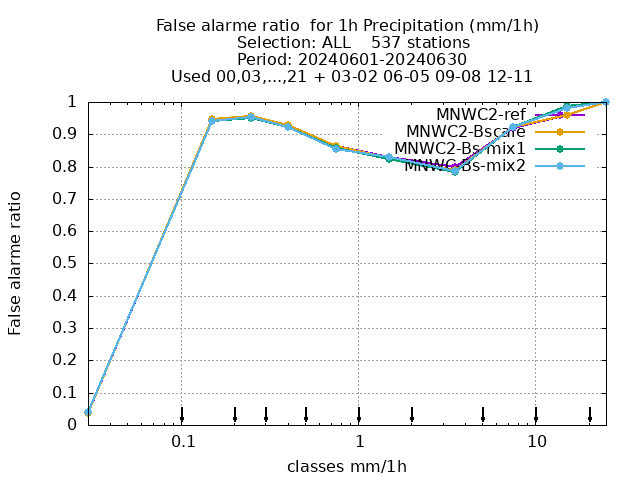 False alarme ratio  for 1h Precipitation (mm/1h)
Selection: ALL    537 stations
Period: 20240601-20240630
Used 00,03,...,21 + 03-02 06-05 09-08 12-11
False alarme ratio
1
0.9
0.8
0.7
0.6
0.5
0.4
0.3
0.2
0.1
0
MNWC2-ref
MNWC2-Bscale
MNWC2-Bs-mix1
MNWC-Bs-mix2
0.1
1
10
classes mm/1h